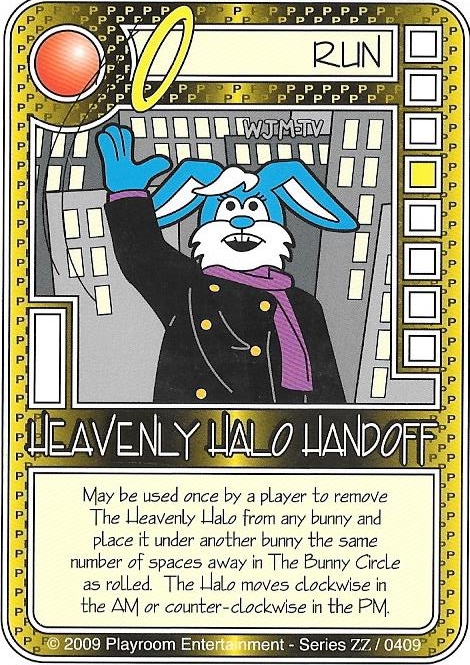 RUN
WJM-TV
HEAVENLY HALO HANDOFF
May be used once by a player to remove
The Heavenly Halo from any bunny and
place it under another bunny the same
number of spaces away in The Bunny Circle
as rolled. The Halo moves clockwise in
the AM or counter-clockwise in the PM.
© 2009 Playroom Entertainment - Series ZZ / 0409